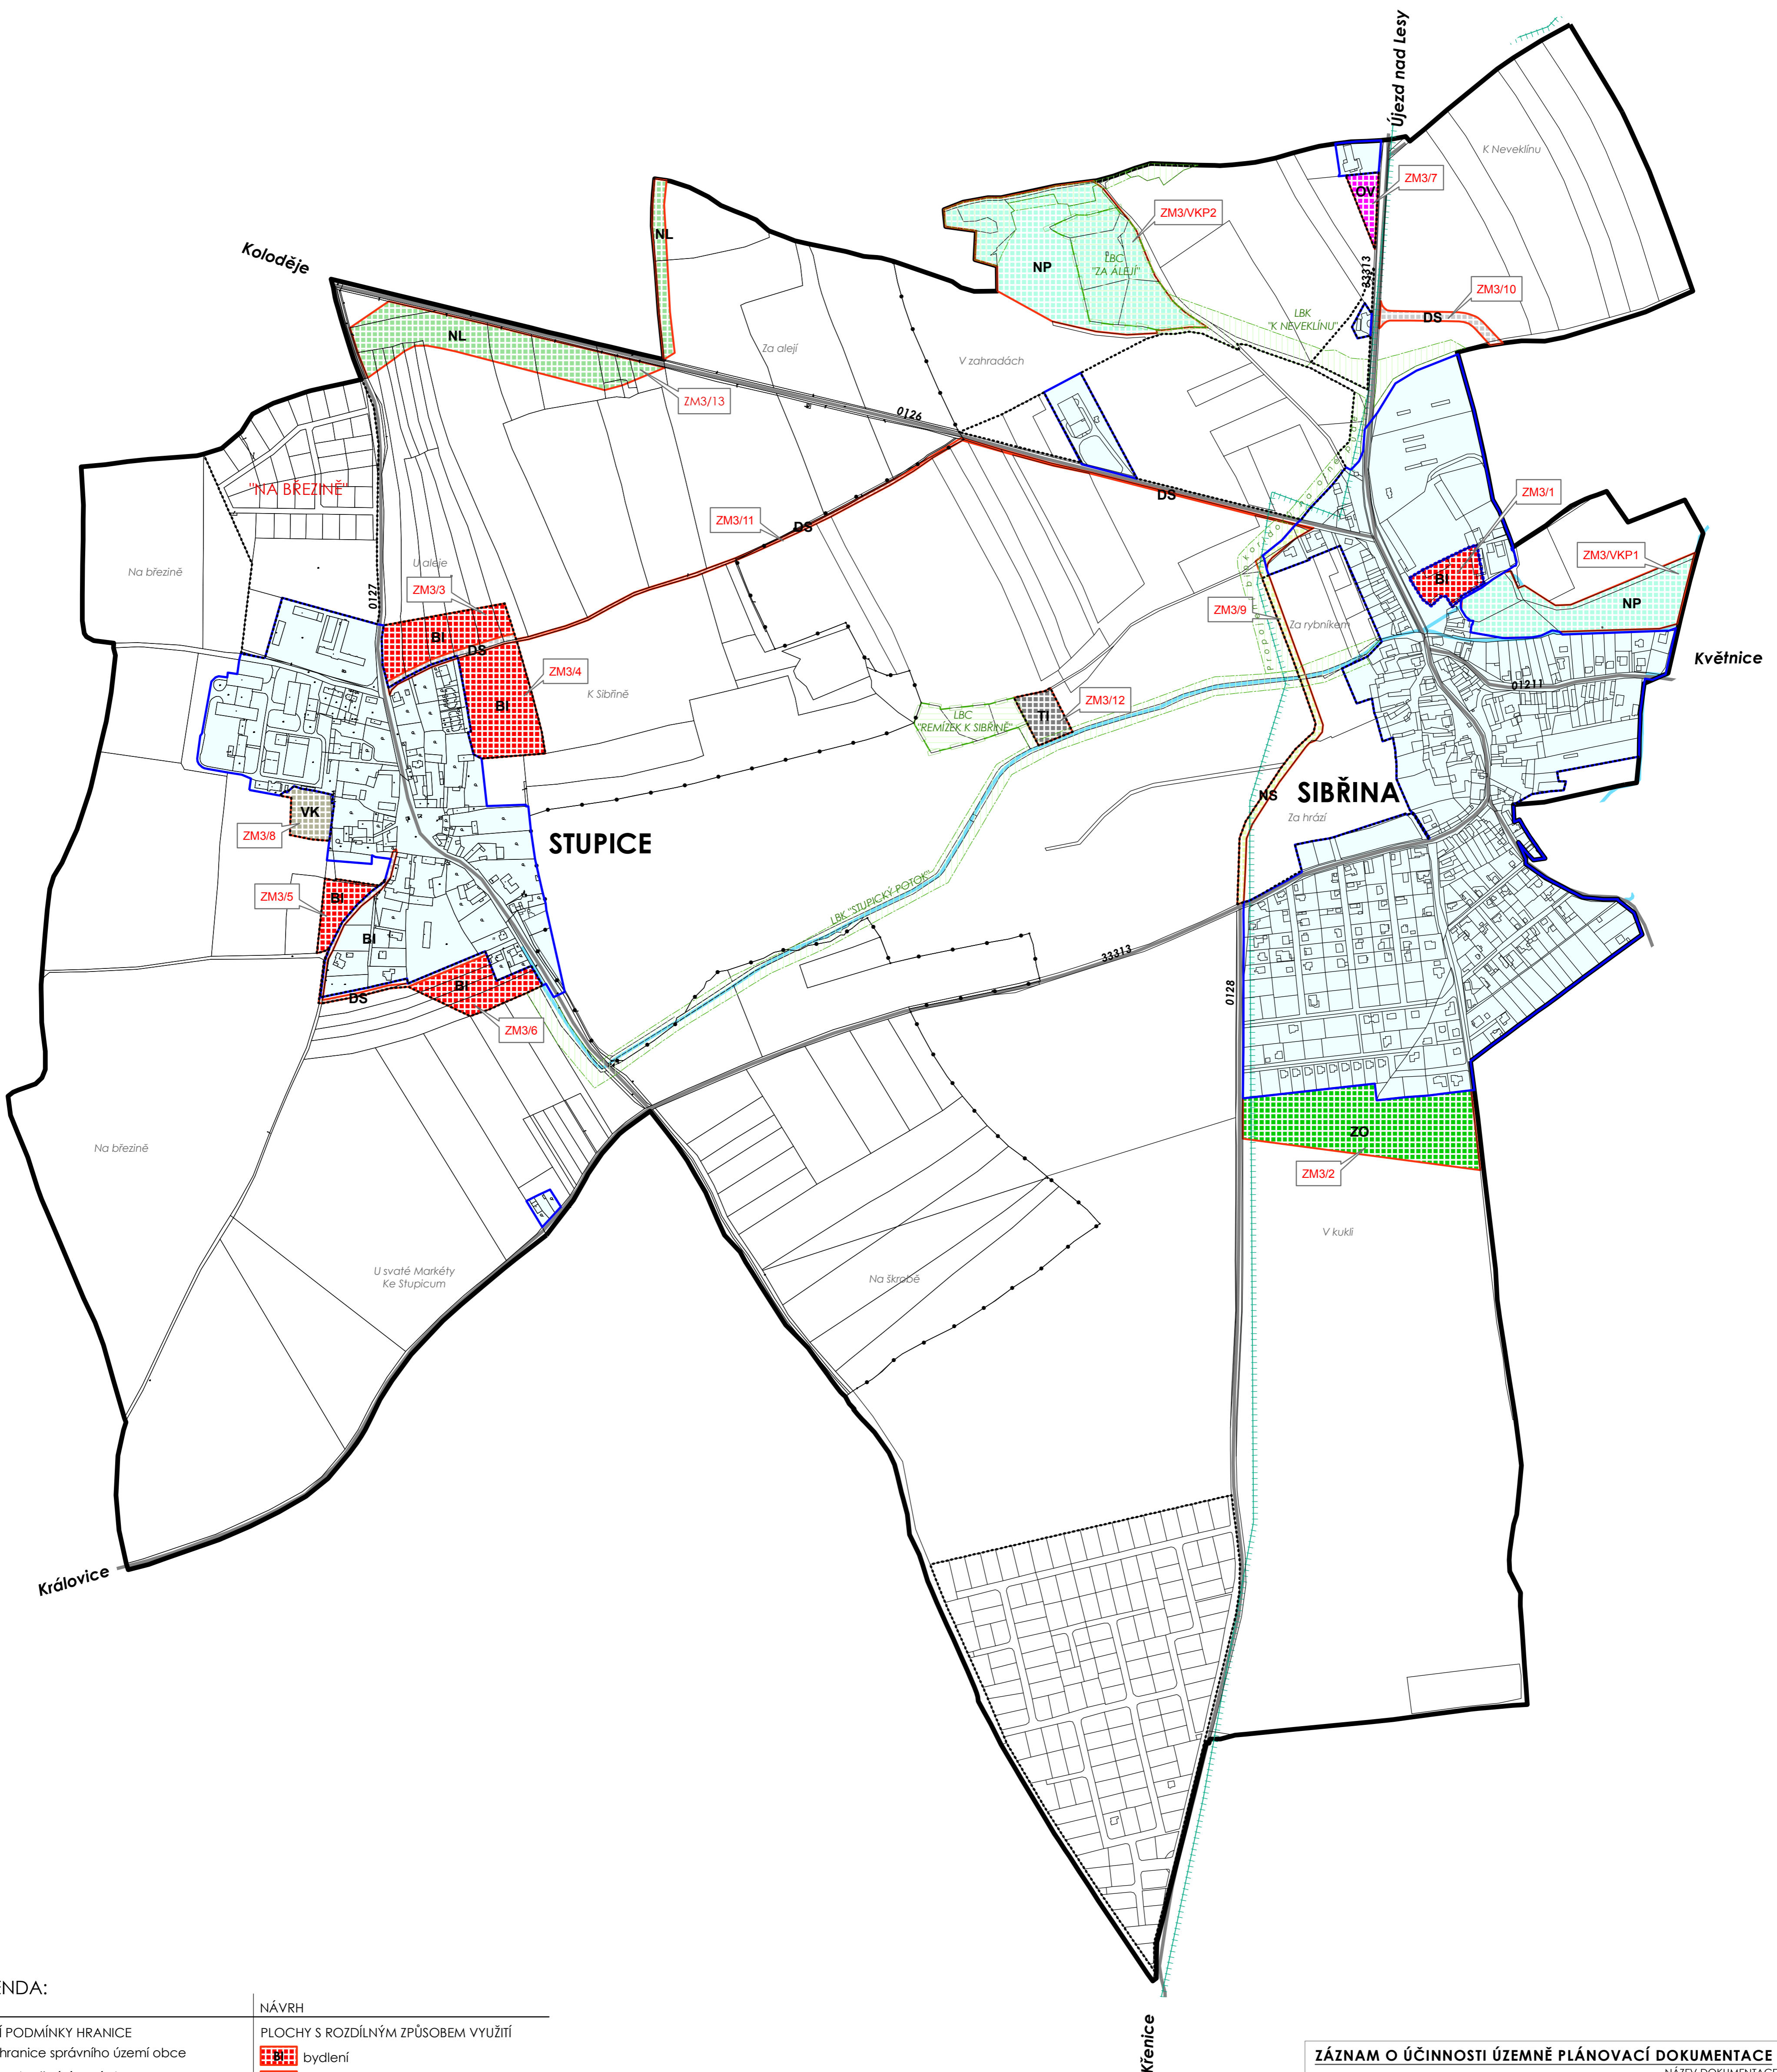 Újezd nad Lesy
K Neveklínu
ZM3/7
OV
ZM3/VKP2
NL
Koloděje
NP
LBC
"ZA ALEJÍ"
33313
ZM3/10
DS
LBK
"K NEVEKLÍNU"
NL
Za alejí
V zahradách
ZM3/13
0126
"NA BŘEZINĚ"
ZM3/1
DS
ZM3/11
DS
ZM3/VKP1
Na březině
U aleje
BI
0127
ZM3/3
NP
ZM3/9
Za rybníkem
BI
DS
Květnice
ZM3/4
01211
K Sibřině
ZM3/12
BI
TI
LBC
"REMÍZEK K SIBŘINĚ"
NS
SIBŘINA
VK
Za hrází
ZM3/8
STUPICE
LBK "STUPICKÝ POTOK"
ZM3/5
BI
BI
33313
BI
0128
DS
ZM3/6
ZO
Na březině
ZM3/2
V kukli
U svaté Markéty
Ke Stupicum
Na škrobě
Královice
Křenice
ENDA:
NÁVRH
Í PODMÍNKY HRANICE
PLOCHY S ROZDÍLNÝM ZPŮSOBEM VYUŽITÍ
hranice správního území obce
BI bydlení
ZÁZNAM O ÚČINNOSTI ÚZEMNĚ PLÁNOVACÍ DOKUMENTACE